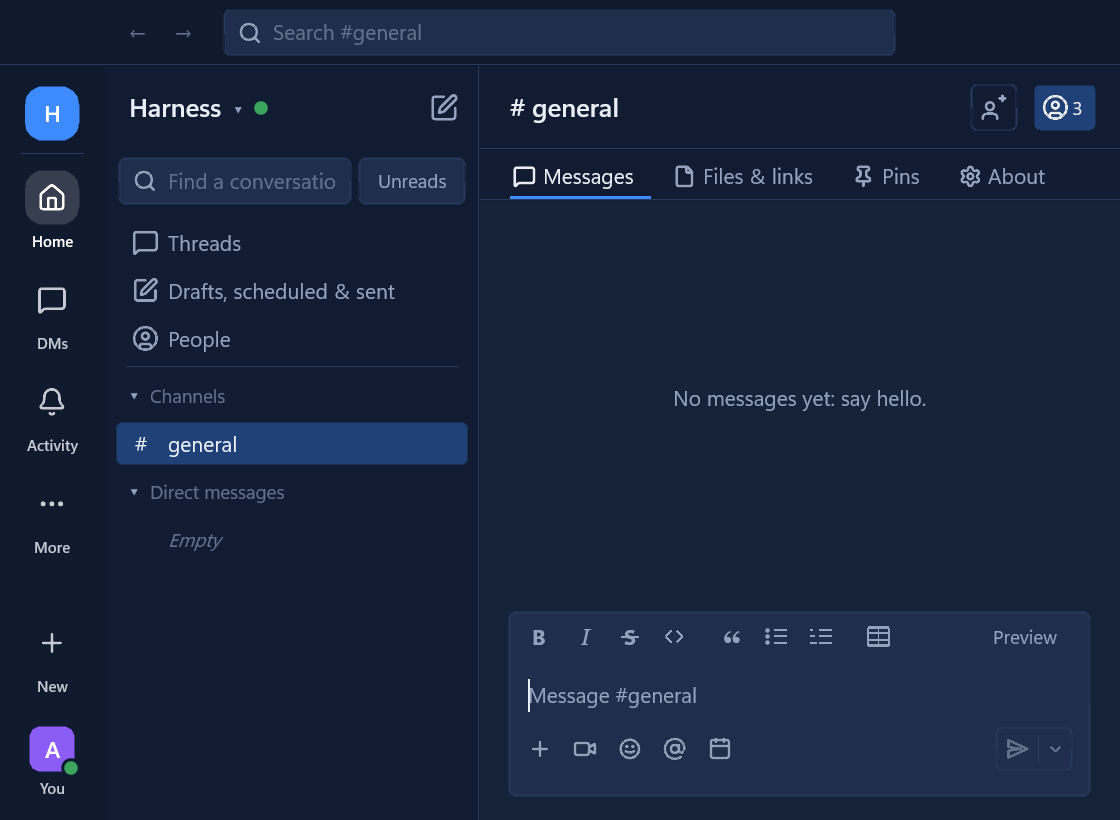 Search #general
H
Home
DMs
Activity
More
New
A
You
Harness
Find a conversatio
Unreads
Threads
Drafts, scheduled & sent
People
Channels
# general
Direct messages
Empty
# general
3
Messages
Files & links
Pins
About
No messages yet: say hello.
B I S
Preview
Message #general